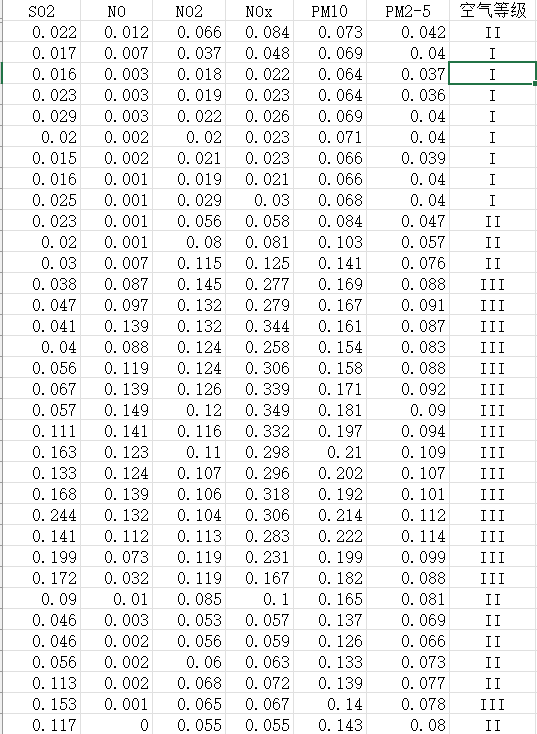 SO2 NO NO2 NOx PM10 PM2-5 空气等级
0.022 0.012 0.066 0.084 0.073 0.042 II
0.017 0.007 0.037 0.048 0.069 0.04 I
0.016 0.003 0.018 0.022 0.064 0.037 I
0.023 0.003 0.019 0.023 0.064 0.036 I
0.029 0.003 0.022 0.026 0.069 0.04 I
0.02 0.002 0.02 0.023 0.071 0.04 I
0.015 0.002 0.021 0.023 0.066 0.039 I
0.016 0.001 0.019 0.021 0.066 0.04 I
0.025 0.001 0.029 0.03 0.068 0.04 I
0.023 0.001 0.056 0.058 0.084 0.047 II
0.02 0.001 0.08 0.081 0.103 0.057 II
0.03 0.007 0.115 0.125 0.141 0.076 II
0.038 0.087 0.145 0.277 0.169 0.088 III
0.047 0.097 0.132 0.279 0.167 0.091 III
0.041 0.139 0.132 0.344 0.161 0.087 III
0.04 0.088 0.124 0.258 0.154 0.083 III
0.056 0.119 0.124 0.306 0.158 0.088 III
0.067 0.139 0.126 0.339 0.171 0.092 III
0.057 0.149 0.12 0.349 0.181 0.09 III
0.111 0.141 0.116 0.332 0.197 0.094 III
0.163 0.123 0.11 0.298 0.21 0.109 III
0.133 0.124 0.107 0.296 0.202 0.107 III
0.168 0.139 0.106 0.318 0.192 0.101 III
0.244 0.132 0.104 0.306 0.214 0.112 III
0.141 0.112 0.113 0.283 0.222 0.114 III
0.199 0.073 0.119 0.231 0.199 0.099 III
0.172 0.032 0.119 0.167 0.182 0.088 III
0.09 0.01 0.085 0.1 0.165 0.081 II
0.046 0.003 0.053 0.057 0.137 0.069 II
0.046 0.002 0.056 0.059 0.126 0.066 II
0.056 0.002 0.06 0.063 0.133 0.073 II
0.113 0.002 0.068 0.072 0.139 0.077 II
0.153 0.001 0.065 0.067 0.14 0.078 III
0.117 0 0.055 0.055 0.143 0.08 II